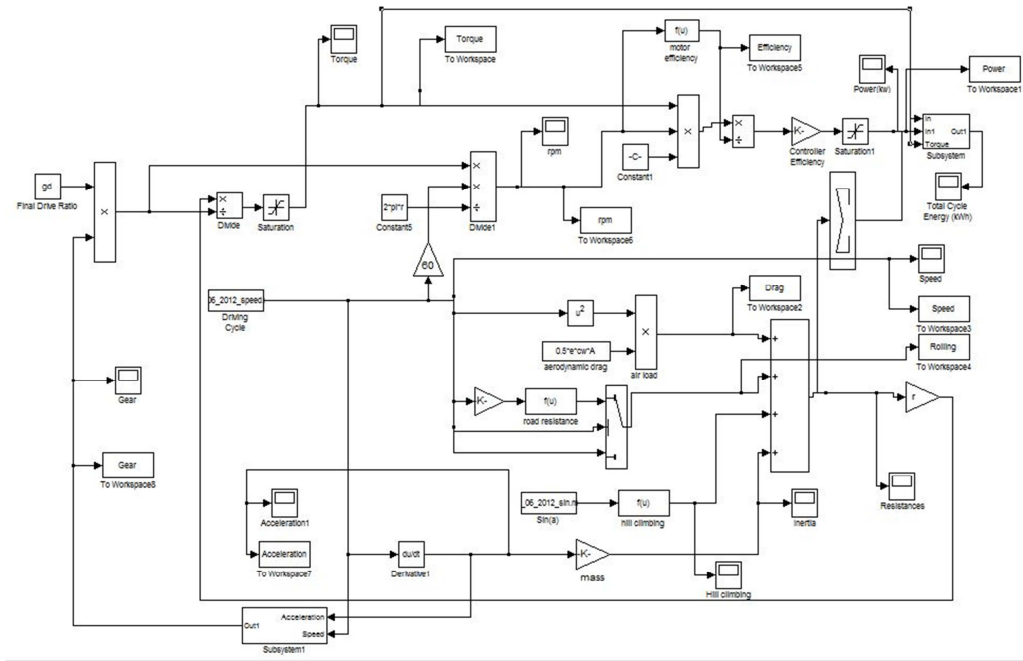 Torque
Torque
To Workspace
f(u)
motor
efficiency
Efficiency
To Workspace5
Power(kw)
Power
To Workspace1
gd
Final Drive Ratio
×
×
÷
Divide
Saturation
2*pi*r
Constant5
×
×
÷
Divide1
rpm
rpm
To Workspace6
-C-
Constant1
×
×
÷
K-
Controller
Efficiency
Saturation1
In
In1
Torque
Out1
Subsystem
Total Cycle
Energy (kWh)
60
06_2012_speed
Driving
Cycle
Speed
Speed
To Workspace3
Rolling
To Workspace4
Drag
To Workspace2
u²
0.5*e*cw*A
aerodynamic drag
×
air load
K-
f(u)
road resistance
+
+
+
+
r
Resistances
Gear
Gear
To Workspace8
Acceleration1
Acceleration
To Workspace7
_06_2012_sin.m
Sin(a)
f(u)
hill climbing
Inertia
du/dt
Derivative1
-K-
mass
Hill climbing
Out1
Acceleration
Speed
Subsystem1